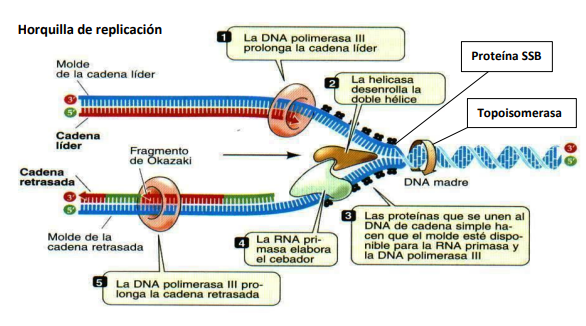 Horquilla de replicación
1 La DNA polimerasa III
prolonga la cadena líder
Molde
de la cadena líder
Proteína SSB
2 La helicasa
desenrolla la
doble hélice
3'
5'
Topoisomerasa
Cadena
líder
Fragmento
de Okazaki
3'
5'
DNA madre
Cadena
retrasada
3'
5'
Molde de la
cadena retrasada
3 Las proteínas que se unen al
DNA de cadena simple ha-
cen que el molde esté dispo-
nible para la RNA primasa y
la DNA polimerasa III
4 La RNA pri-
masa elabora
el cebador
5 La DNA polimerasa III pro-
longa la cadena retrasada